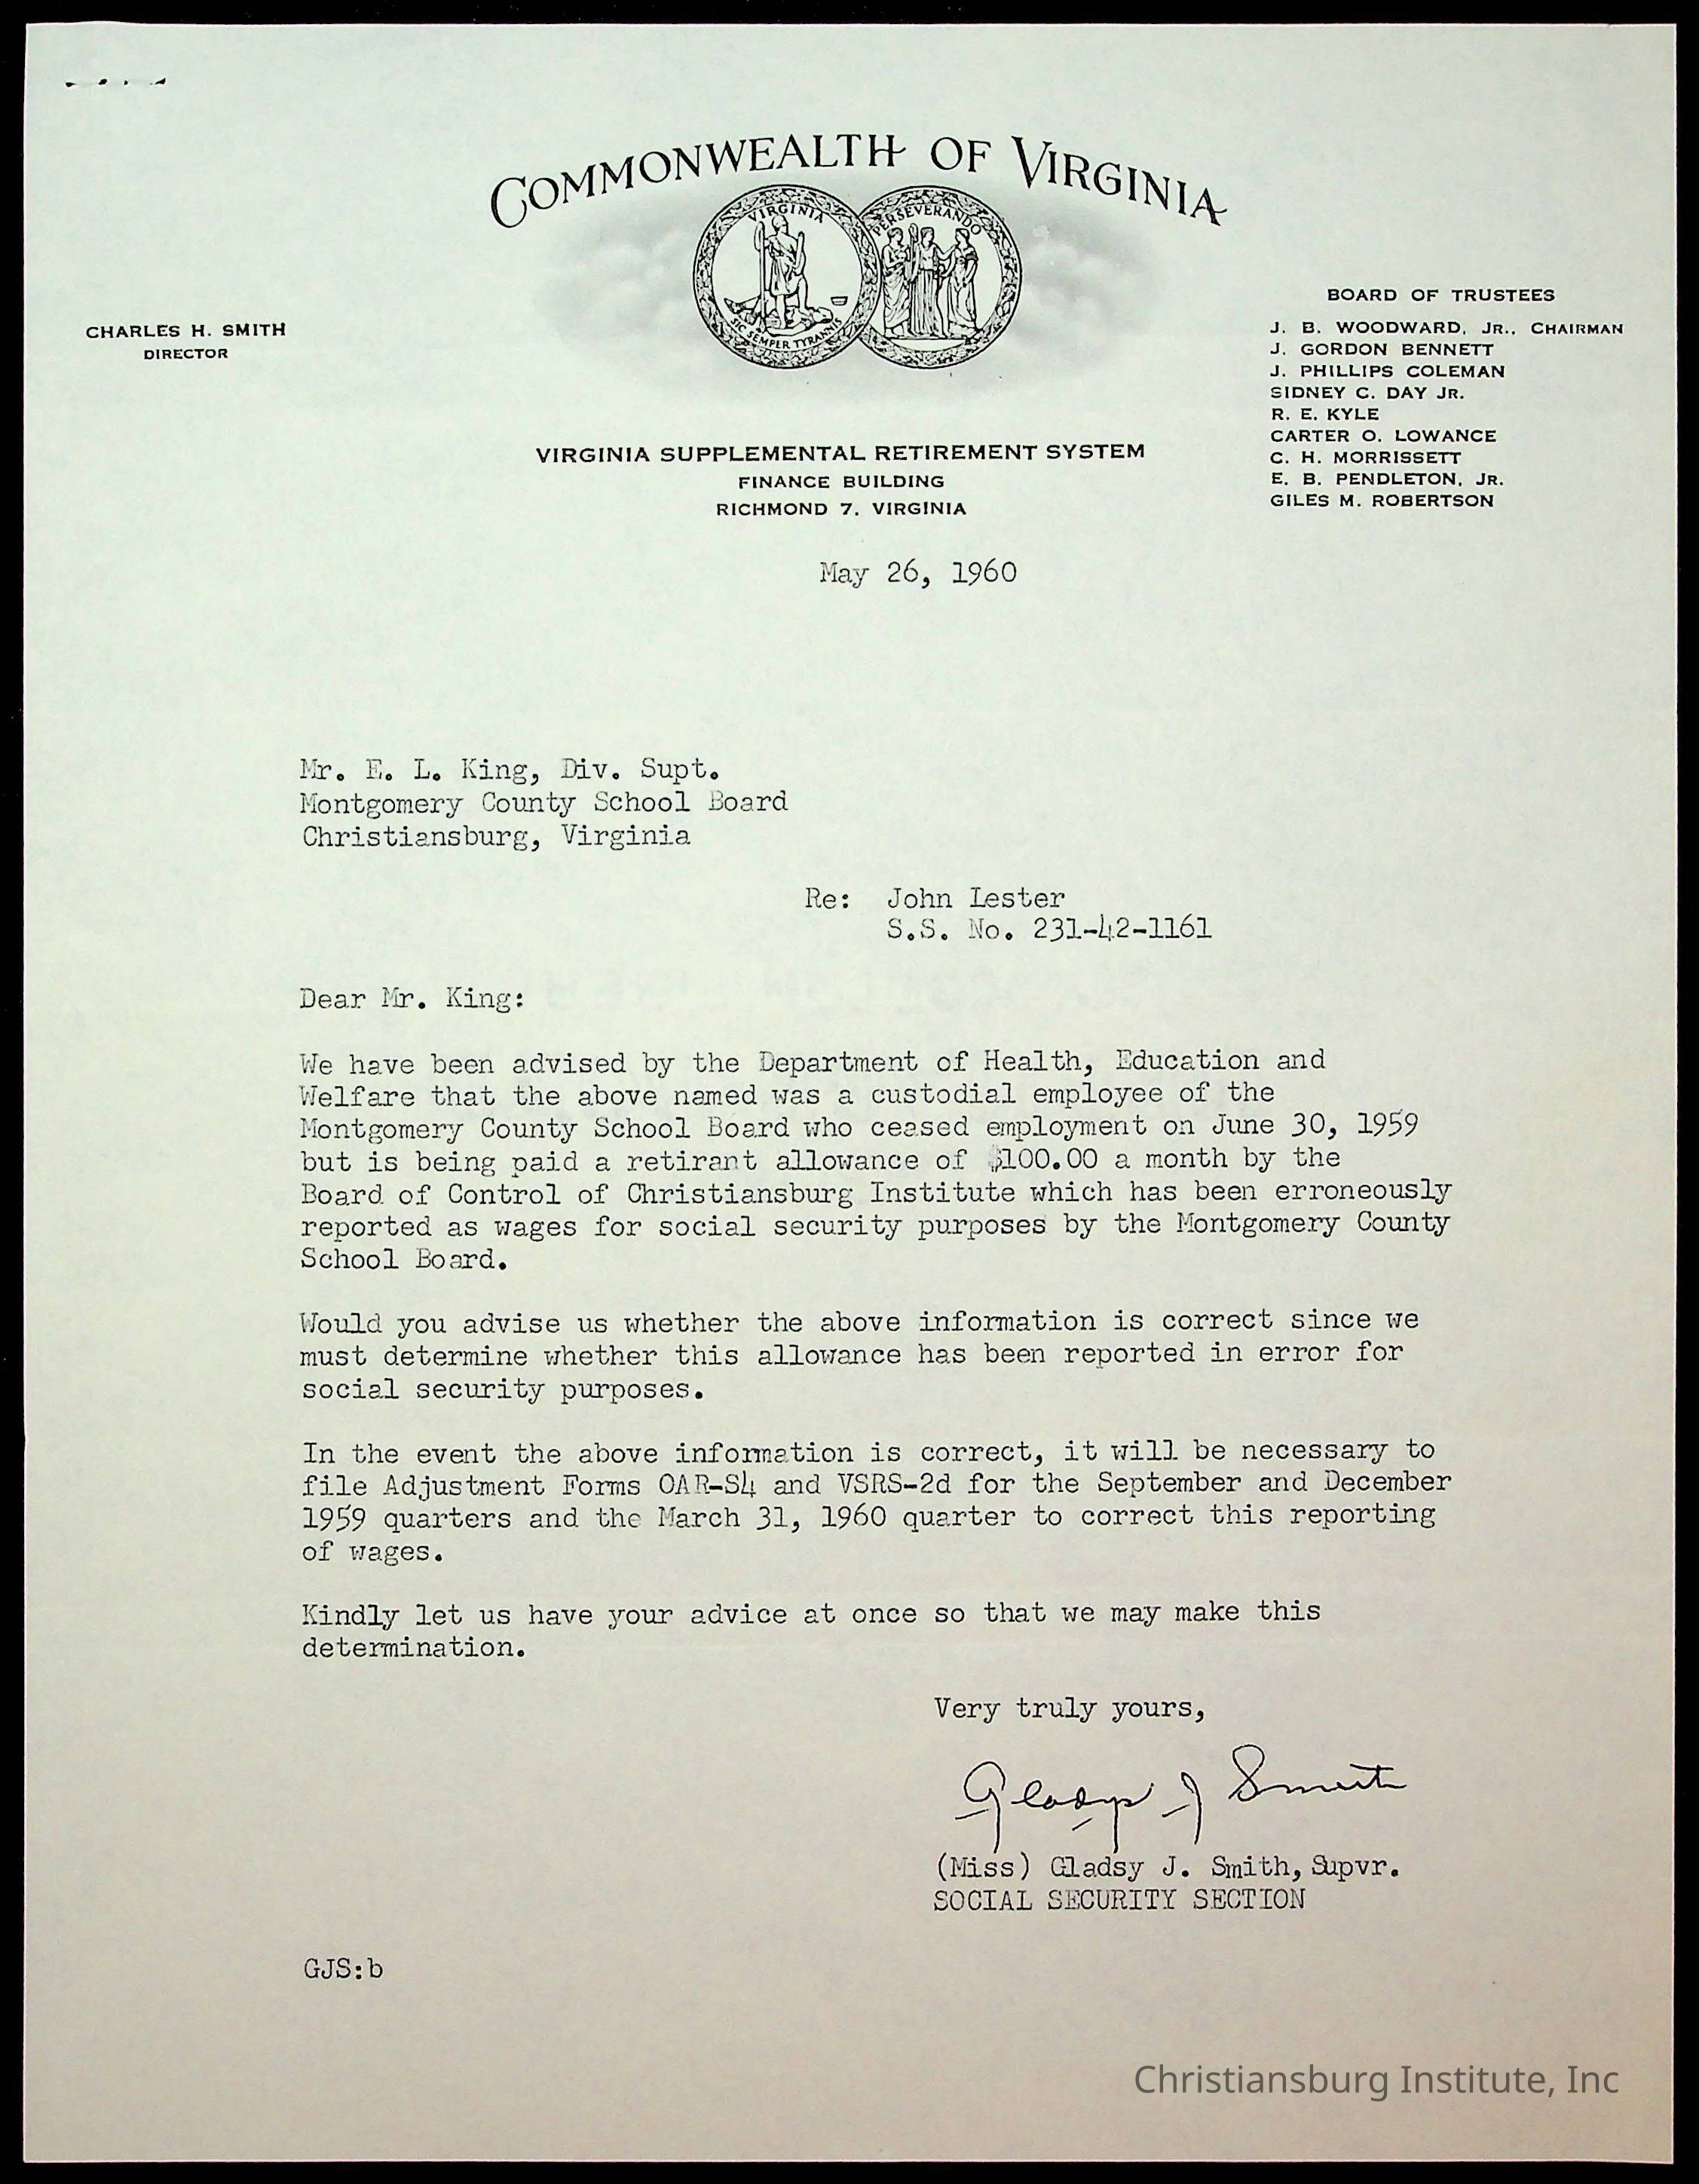 COMMONWEALTH OF VIRGINIA
VIRGINIA
SIC SEMPER TYRANNIS
PERSEVERANDO
CHARLES H. SMITH
DIRECTOR
BOARD OF TRUSTEES
J. B. WOODWARD, JR., CHAIRMAN
J. GORDON BENNETT
J. PHILLIPS COLEMAN
SIDNEY C. DAY JR.
R. E. KYLE
CARTER O. LOWANCE
C. H. MORRISSETT
E. B. PENDLETON, JR.
GILES M. ROBERTSON
VIRGINIA SUPPLEMENTAL RETIREMENT SYSTEM
FINANCE BUILDING
RICHMOND 7, VIRGINIA
May 26, 1960
Mr. E. L. King, Div. Supt.
Montgomery County School Board
Christiansburg, Virginia
Re: John Lester
S.S. No. 231-42-1161
Dear Mr. King:
We have been advised by the Department of Health, Education and
Welfare that the above named was a custodial employee of the
Montgomery County School Board who ceased employment on June 30, 1959
but is being paid a retirant allowance of $100.00 a month by the
Board of Control of Christiansburg Institute which has been erroneously
reported as wages for social security purposes by the Montgomery County
School Board.
Would you advise us whether the above information is correct since we
must determine whether this allowance has been reported in error for
social security purposes.
In the event the above information is correct, it will be necessary to
file Adjustment Forms OAR-S4 and VSRS-2d for the September and December
1959 quarters and the March 31, 1960 quarter to correct this reporting
of wages.
Kindly let us have your advice at once so that we may make this
determination.
Very truly yours,
Gladys J Smith
(Miss) Gladsy J. Smith, Supvr.
SOCIAL SECURITY SECTION
GJS:b
Christiansburg Institute, Inc